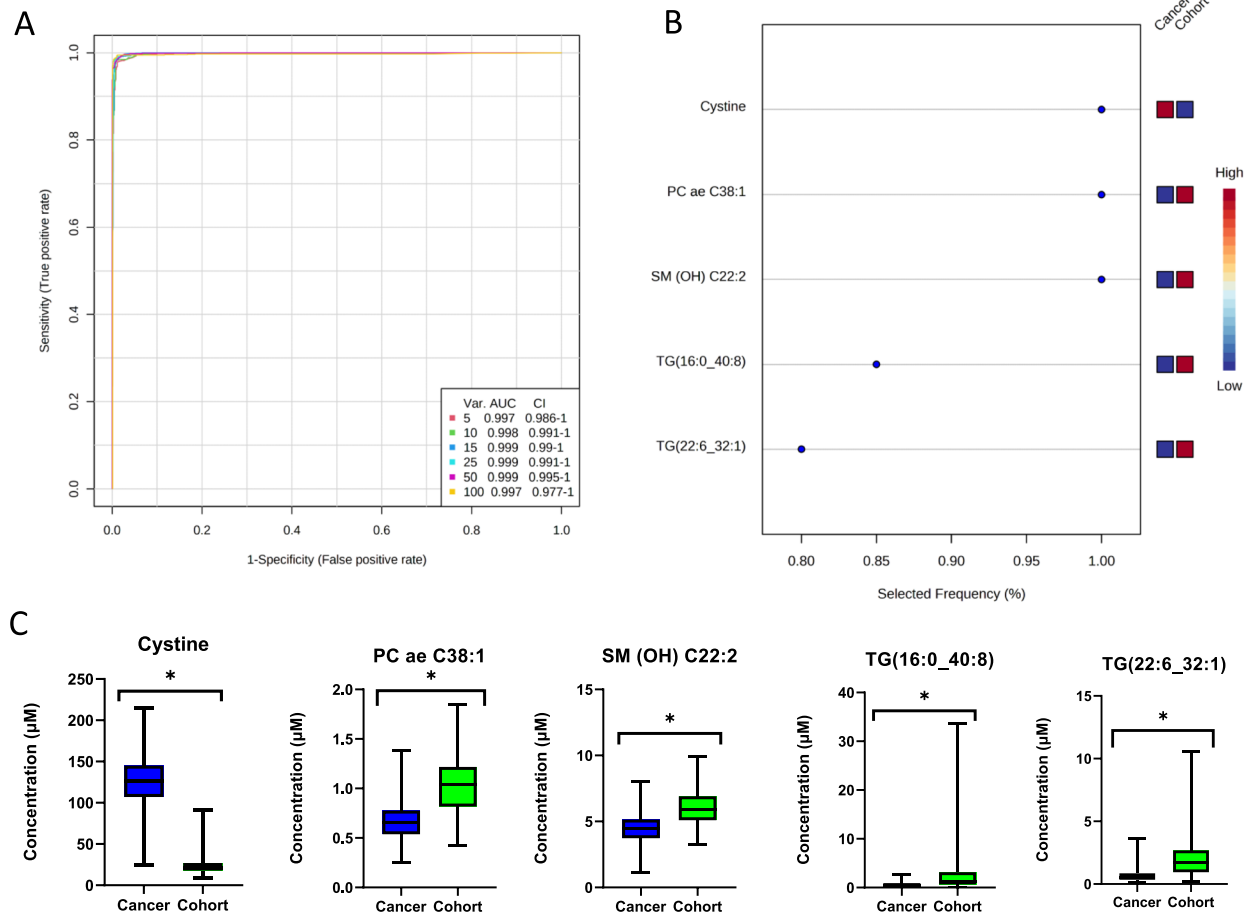 A
Sensitivity (True positive rate)
1.0
0.8
0.6
0.4
0.2
0.0
Var. AUC CI
5 0.997 0.986-1
10 0.998 0.991-1
15 0.999 0.99-1
25 0.999 0.991-1
50 0.999 0.995-1
100 0.997 0.977-1
0.0 0.2 0.4 0.6 0.8 1.0
1-Specificity (False positive rate)
B
Cancer
Cohort
Cystine
PC ae C38:1
SM (OH) C22:2
TG(16:0_40:8)
TG(22:6_32:1)
High
Low
0.80 0.85 0.90 0.95 1.00
Selected Frequency (%)
C
Cystine
*
Concentration (µM)
250
200
150
100
50
0
Cancer Cohort
PC ae C38:1
*
Concentration (µM)
2.0
1.5
1.0
0.5
0.0
Cancer Cohort
SM (OH) C22:2
*
Concentration (µM)
15
10
5
0
Cancer Cohort
TG(16:0_40:8)
*
Concentration (µM)
40
30
20
10
0
Cancer Cohort
TG(22:6_32:1)
*
Concentration (µM)
15
10
5
0
Cancer Cohort